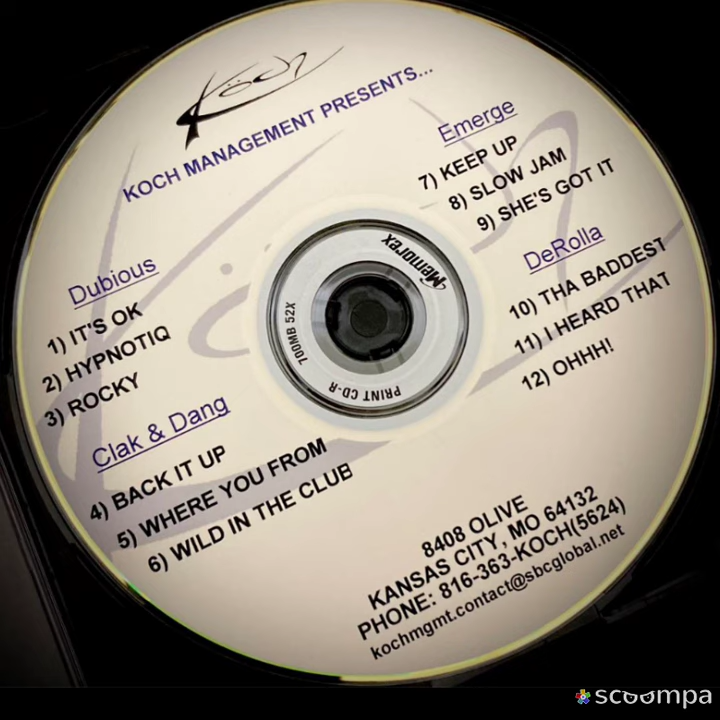 Köch
KOCH MANAGEMENT PRESENTS...
Dubious
1) IT'S OK
2) HYPNOTIQ
3) ROCKY
Clak & Dang
4) BACK IT UP
5) WHERE YOU FROM
6) WILD IN THE CLUB
Emerge
7) KEEP UP
8) SLOW JAM
9) SHE'S GOT IT
DeRolla
10) THA BADDEST
11) I HEARD THAT
12) OHHH!
Memorex
700MB 52X
PRINT CD-R
8408 OLIVE
KANSAS CITY, MO 64132
PHONE: 816-363-KOCH(5624)
kochmgmt.contact@sbcglobal.net
scoompa